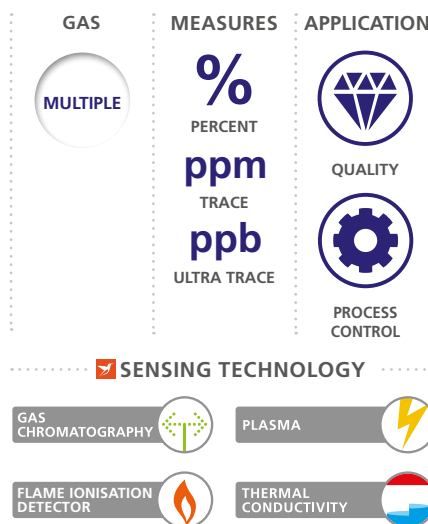 GAS
MULTIPLE
MEASURES
%
PERCENT
ppm
TRACE
ppb
ULTRA TRACE
APPLICATION
QUALITY
PROCESS
CONTROL
SENSING TECHNOLOGY
GAS
CHROMATOGRAPHY
PLASMA
FLAME IONISATION
DETECTOR
THERMAL
CONDUCTIVITY